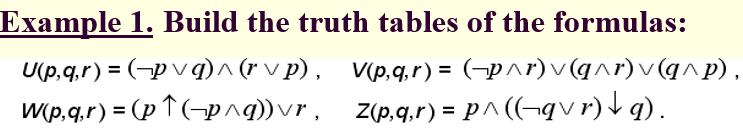 Example 1. Build the truth tables of the formulas:
U(p,q,r) = (¬p∨q)∧(r∨p) , V(p,q,r) = (¬p∧r)∨(q∧r)∨(q∧p) ,
W(p,q,r) = (p↑(¬p∧q))∨r , Z(p,q,r) = p∧((¬q∨r)↓q) .